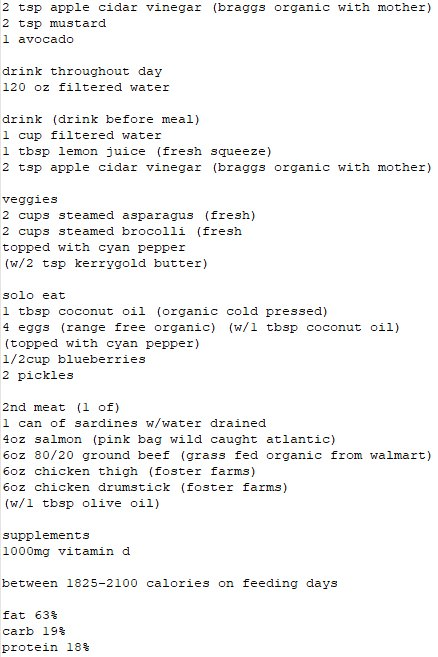 2 tsp apple cidar vinegar (braggs organic with mother)
2 tsp mustard
1 avocado
drink throughout day
120 oz filtered water
drink (drink before meal)
1 cup filtered water
1 tbsp lemon juice (fresh squeeze)
2 tsp apple cidar vinegar (braggs organic with mother)
veggies
2 cups steamed asparagus (fresh)
2 cups steamed brocolli (fresh
topped with cyan pepper
(w/2 tsp kerrygold butter)
solo eat
1 tbsp coconut oil (organic cold pressed)
4 eggs (range free organic) (w/1 tbsp coconut oil)
(topped with cyan pepper)
1/2cup blueberries
2 pickles
2nd meat (1 of)
1 can of sardines w/water drained
4oz salmon (pink bag wild caught atlantic)
6oz 80/20 ground beef (grass fed organic from walmart)
6oz chicken thigh (foster farms)
6oz chicken drumstick (foster farms)
(w/1 tbsp olive oil)
supplements
1000mg vitamin d
between 1825-2100 calories on feeding days
fat 63%
carb 19%
protein 18%